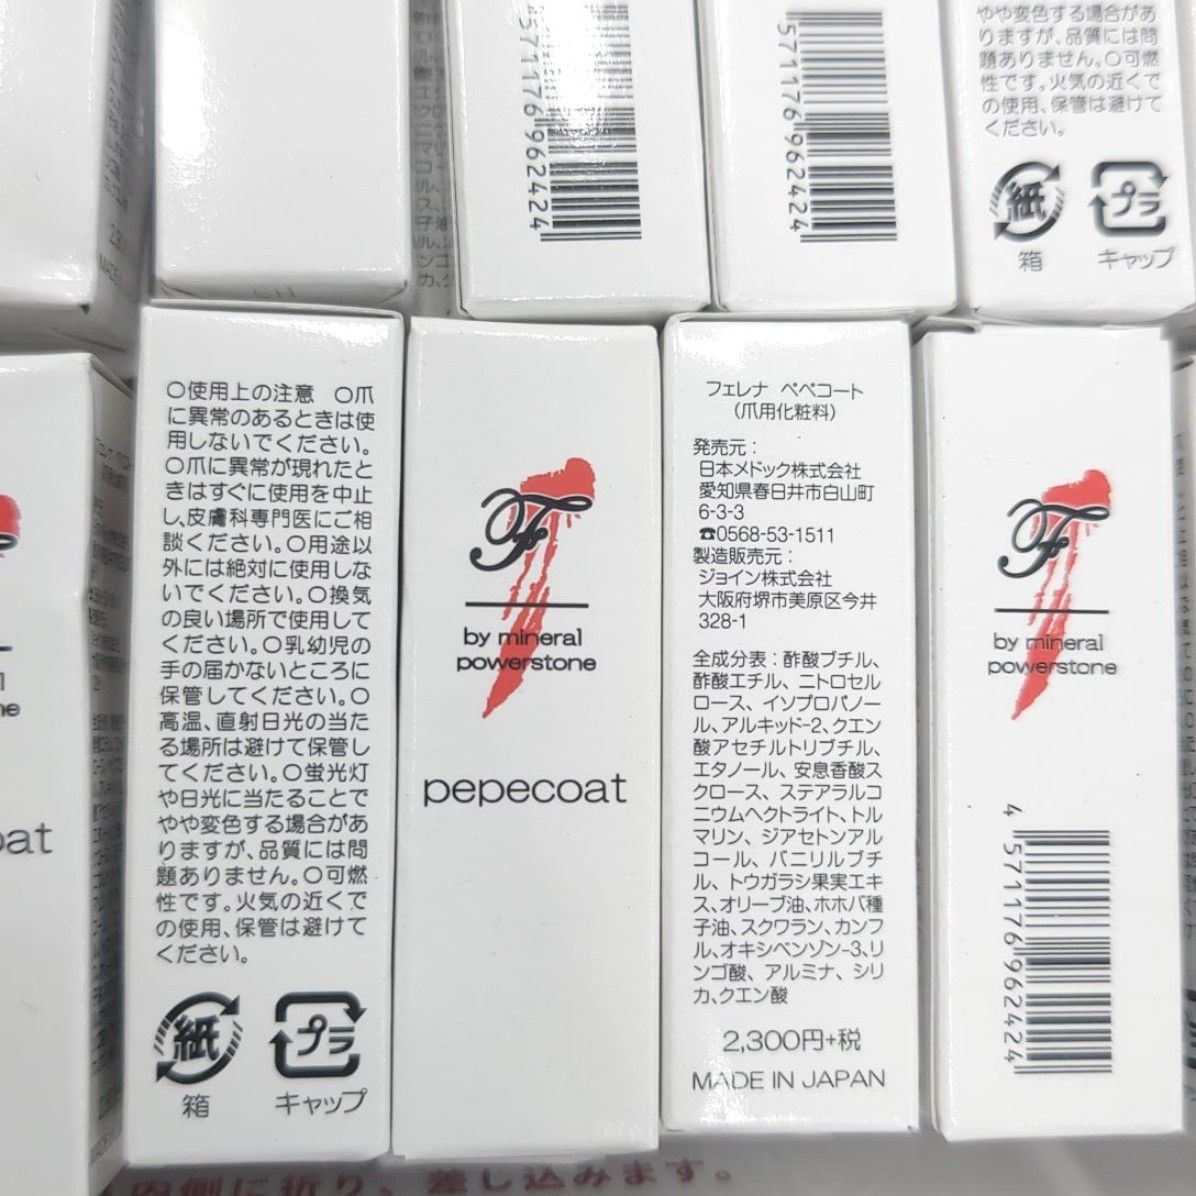 571176962424
571176962424
やや変色する場合があ
りますが、品質には問
題ありません。〇可燃
性です。火気の近くで
の使用、保管は避けて
ください。
紙
プラ
箱
キャップ
〇使用上の注意 〇爪
に異常のあるときは使
用しないでください。
〇爪に異常が現れたと
きはすぐに使用を中止
し、皮膚科専門医にご相
談ください。〇用途以
外には絶対に使用しな
いでください。〇換気
の良い場所で使用して
ください。〇乳幼児の
手の届かないところに
保管してください。〇
高温、直射日光の当た
る場所は避けて保管し
てください。〇蛍光灯
や日光に当たることで
やや変色する場合があ
りますが、品質には問
題ありません。〇可燃
性です。火気の近くで
の使用、保管は避けて
ください。
紙
プラ
箱
キャップ
F
by mineral
powerstone
pepecoat
フェレナ ペペコート
(爪用化粧料)
発売元:
日本メドック株式会社
愛知県春日井市白山町
6-3-3
☎0568-53-1511
製造販売元:
ジョイン株式会社
大阪府堺市美原区今井
328-1
全成分表:酢酸ブチル、
酢酸エチル、ニトロセル
ロース、イソプロパノー
ル、アルキッド-2、クエン
酸アセチルトリブチル、
エタノール、安息香酸ス
クロース、ステアラルコ
ニウムヘクトライト、トル
マリン、ジアセトンアル
コール、バニリルブチ
ル、トウガラシ果実エキ
ス、オリーブ油、ホホバ種
子油、スクワラン、カンフ
ル、オキシベンゾン-3、リ
ンゴ酸、アルミナ、シリ
カ、クエン酸
2,300円+税
MADE IN JAPAN
F
by mineral
powerstone
4 571176 962424
oat
内側に折り、差し込みます。